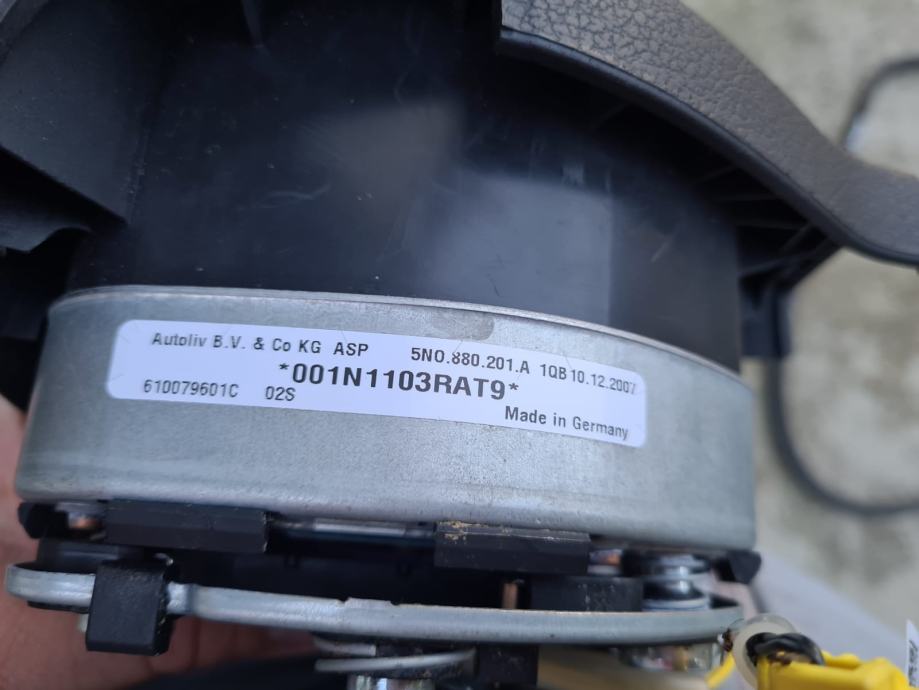 Autoliv B.V. & Co KG ASP 5N0.880.201.A 1QB 10.12.2007
*001N1103RAT9*
610079601C 02S
Made in Germany